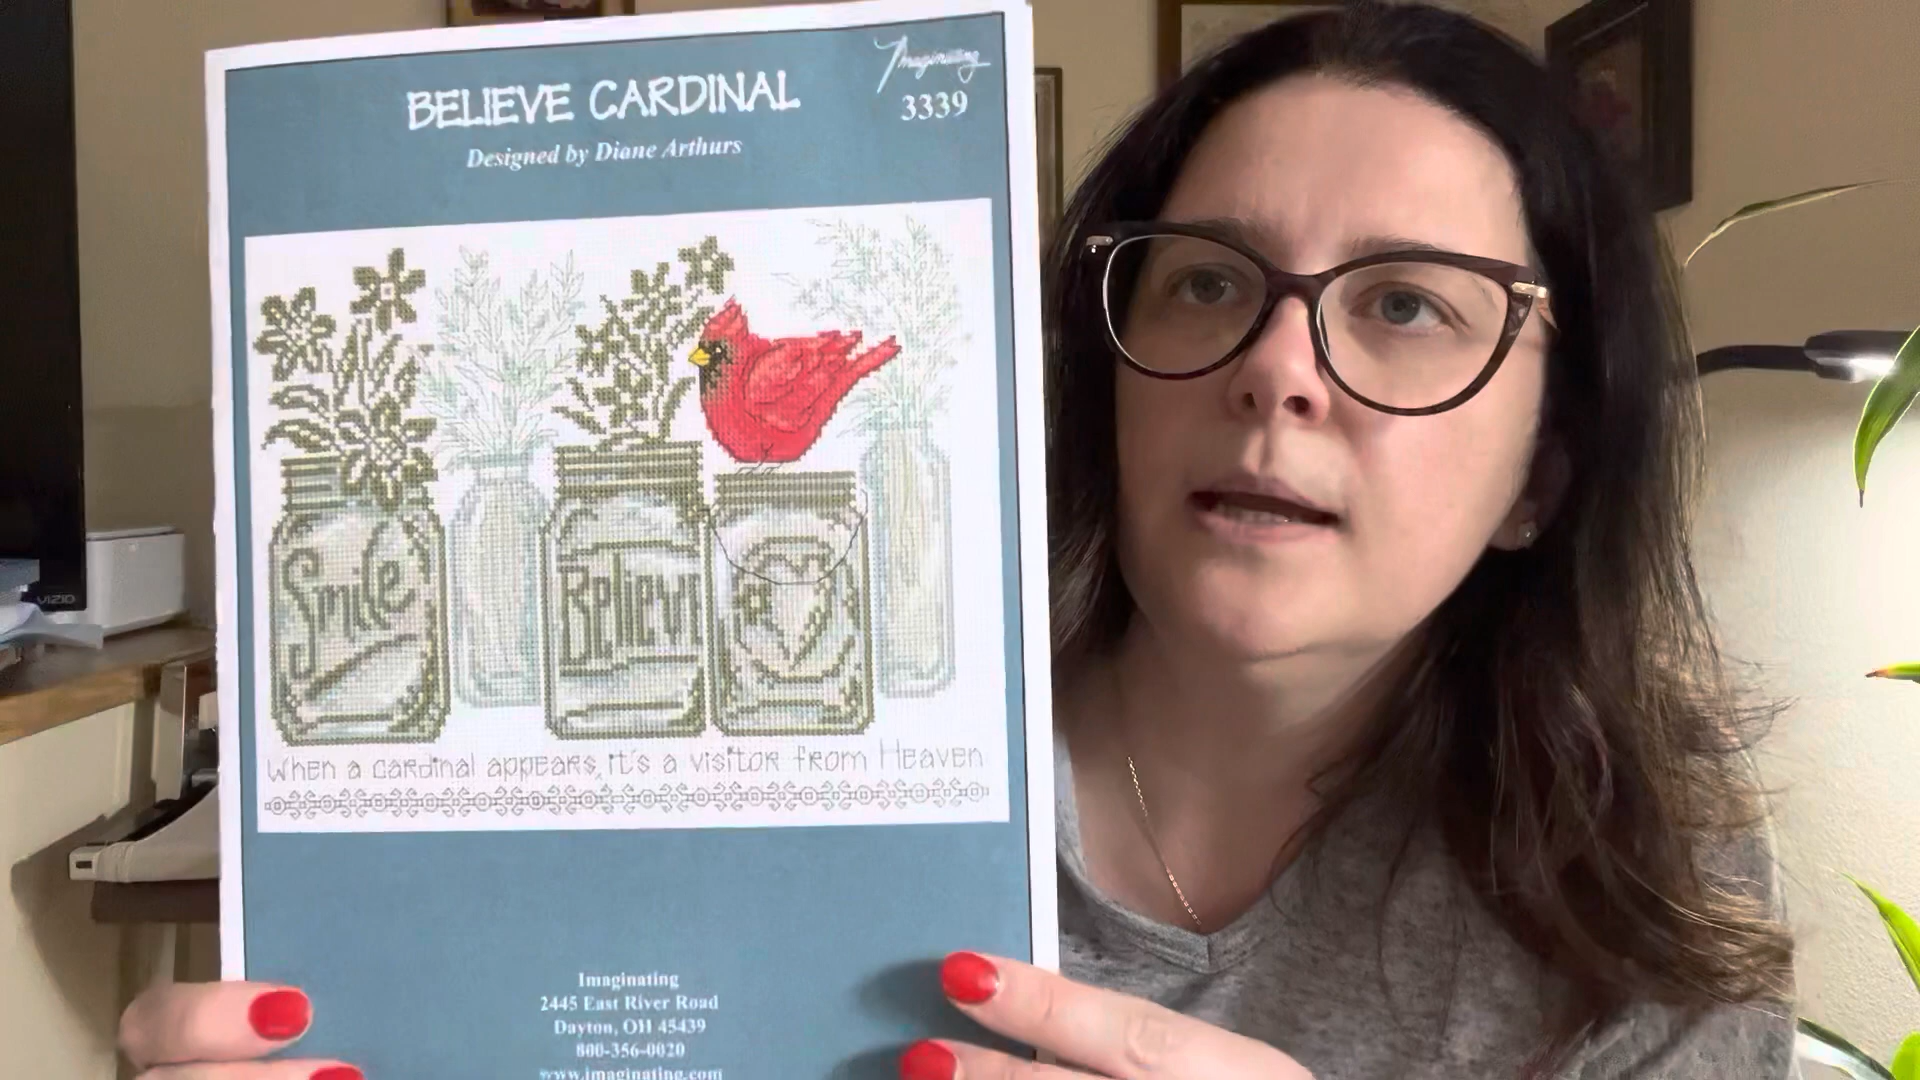 Imaginating
3339
BELIEVE CARDINAL
Designed by Diane Arthurs
Smile
Believe
When a cardinal appears, it's a visitor from Heaven
Imaginating
2445 East River Road
Dayton, OH 45439
800-356-0020
www.imaginating.com
VIZIO